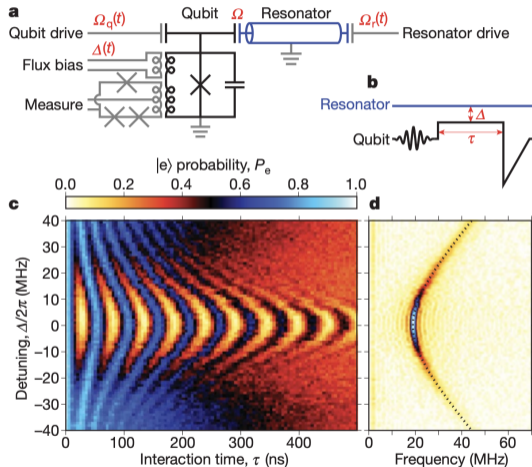 a
Ωq(t) Qubit Ω Resonator Ωr(t)
Qubit drive Resonator drive
Δ(t)
Flux bias
Measure
b
Resonator
Δ
Qubit
τ
|e⟩ probability, Pe
0.0 0.2 0.4 0.6 0.8 1.0
c d
40
30
20
10
0
–10
–20
–30
–40
Detuning, Δ/2π (MHz)
0 100 200 300 400 0 20 40 60
Interaction time, τ (ns) Frequency (MHz)